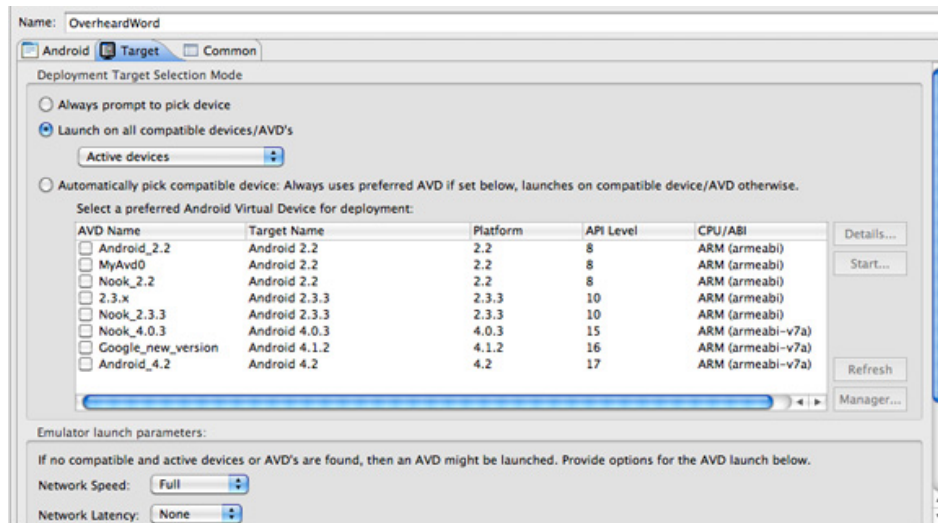 Name: OverheardWord
Android Target Common
Deployment Target Selection Mode
Always prompt to pick device
Launch on all compatible devices/AVD's
Active devices
Automatically pick compatible device: Always uses preferred AVD if set below, launches on compatible device/AVD otherwise.
Select a preferred Android Virtual Device for deployment:
AVD Name Target Name Platform API Level CPU/ABI Details...
Android_2.2 Android 2.2 2.2 8 ARM (armeabi)
MyAvd0 Android 2.2 2.2 8 ARM (armeabi) Start...
Nook_2.2 Android 2.2 2.2 8 ARM (armeabi)
2.3.x Android 2.3.3 2.3.3 10 ARM (armeabi)
Nook_2.3.3 Android 2.3.3 2.3.3 10 ARM (armeabi)
Nook_4.0.3 Android 4.0.3 4.0.3 15 ARM (armeabi-v7a)
Google_new_version Android 4.1.2 4.1.2 16 ARM (armeabi-v7a)
Android_4.2 Android 4.2 4.2 17 ARM (armeabi-v7a) Refresh
Manager...
Emulator launch parameters:
If no compatible and active devices or AVD's are found, then an AVD might be launched. Provide options for the AVD launch below.
Network Speed: Full
Network Latency: None